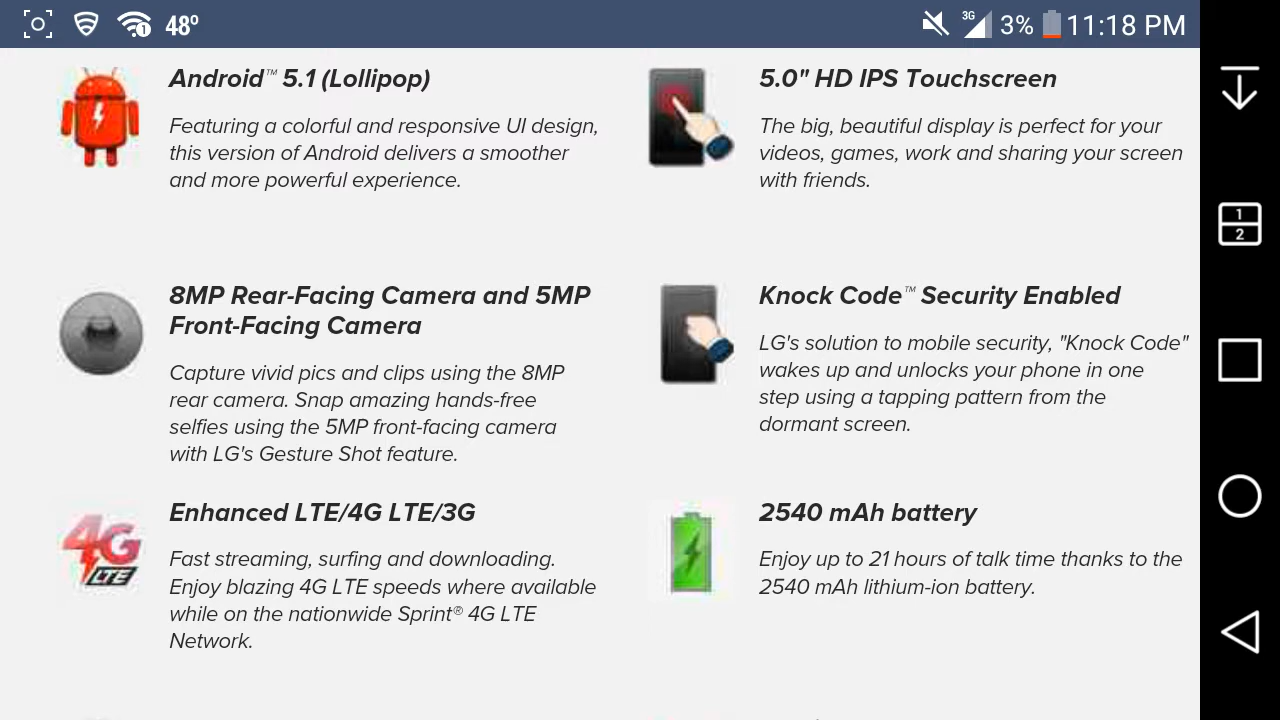 48º 3G 3% 11:18 PM
Android™ 5.1 (Lollipop)
Featuring a colorful and responsive UI design,
this version of Android delivers a smoother
and more powerful experience.
5.0" HD IPS Touchscreen
The big, beautiful display is perfect for your
videos, games, work and sharing your screen
with friends.
8MP Rear-Facing Camera and 5MP
Front-Facing Camera
Capture vivid pics and clips using the 8MP
rear camera. Snap amazing hands-free
selfies using the 5MP front-facing camera
with LG's Gesture Shot feature.
Knock Code™ Security Enabled
LG's solution to mobile security, "Knock Code"
wakes up and unlocks your phone in one
step using a tapping pattern from the
dormant screen.
4G
LTE
Enhanced LTE/4G LTE/3G
Fast streaming, surfing and downloading.
Enjoy blazing 4G LTE speeds where available
while on the nationwide Sprint® 4G LTE
Network.
2540 mAh battery
Enjoy up to 21 hours of talk time thanks to the
2540 mAh lithium-ion battery.
1
2